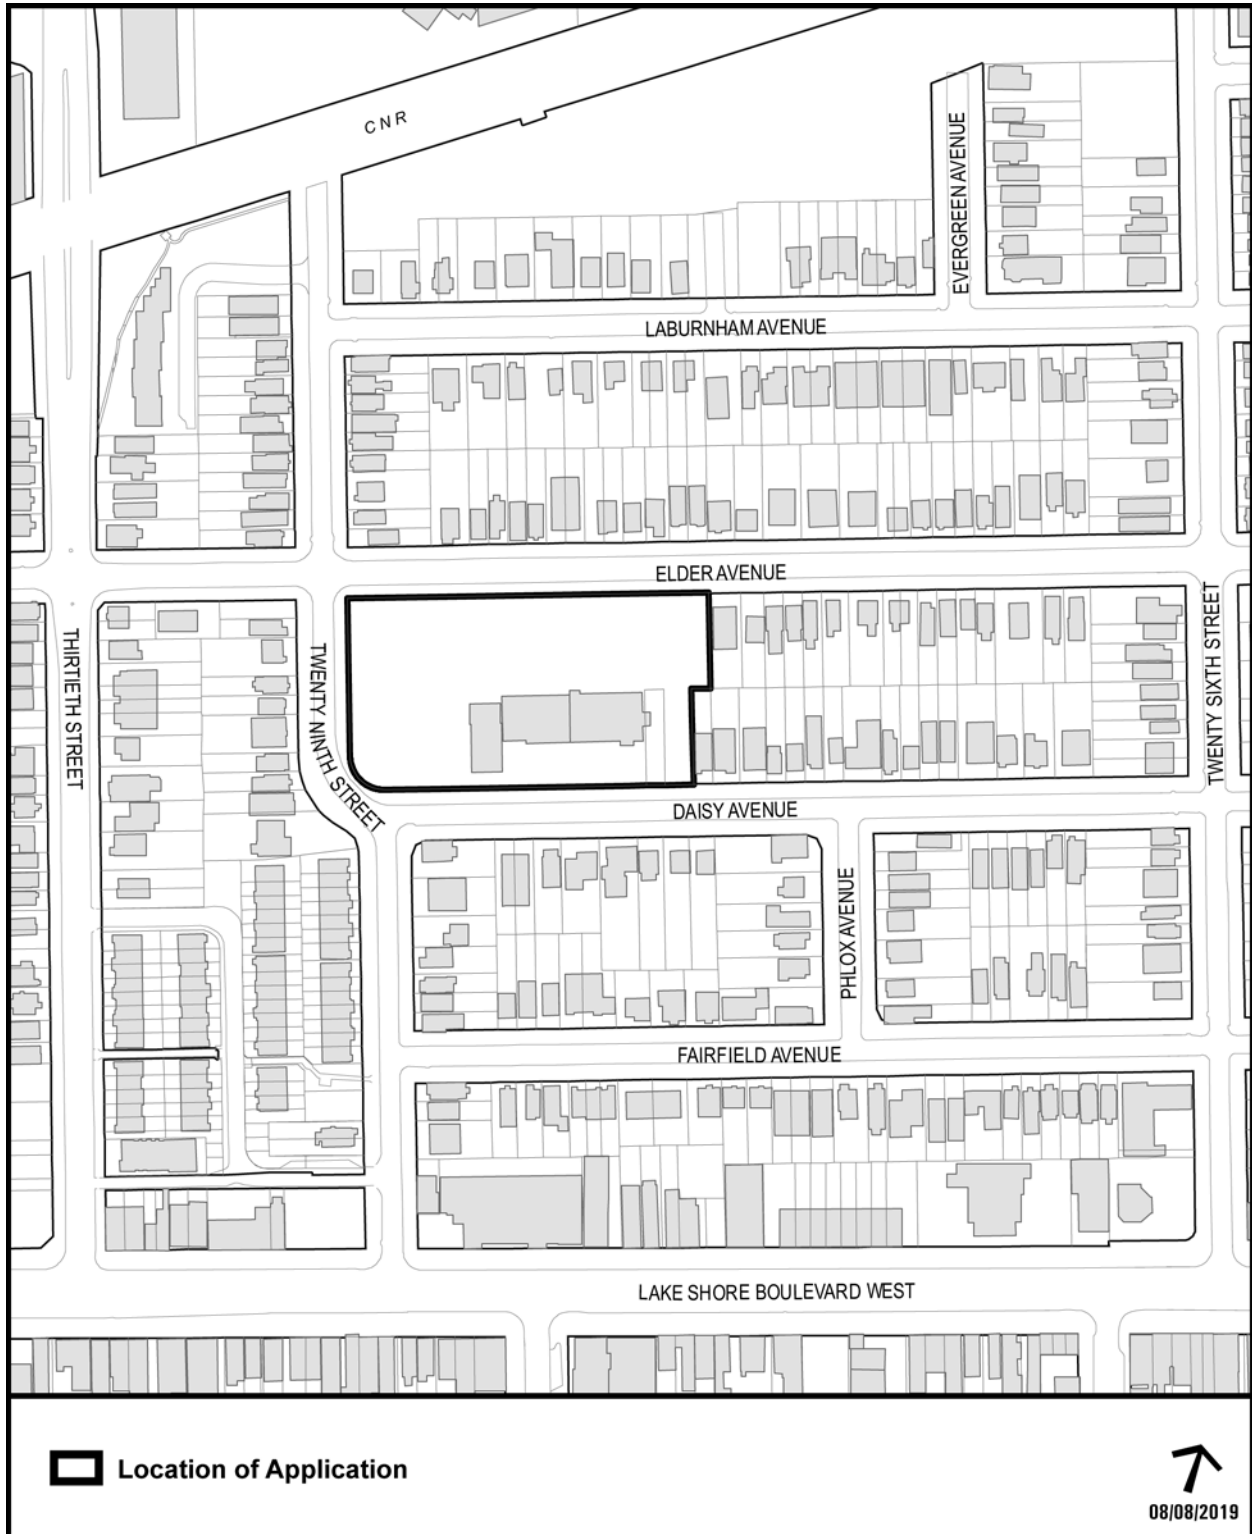 CNR
EVERGREEN AVENUE
LABURNHAM AVENUE
ELDER AVENUE
THIRTIETH STREET
TWENTY NINTH STREET
TWENTY SIXTH STREET
DAISY AVENUE
PHLOX AVENUE
FAIRFIELD AVENUE
LAKE SHORE BOULEVARD WEST
Location of Application
08/08/2019